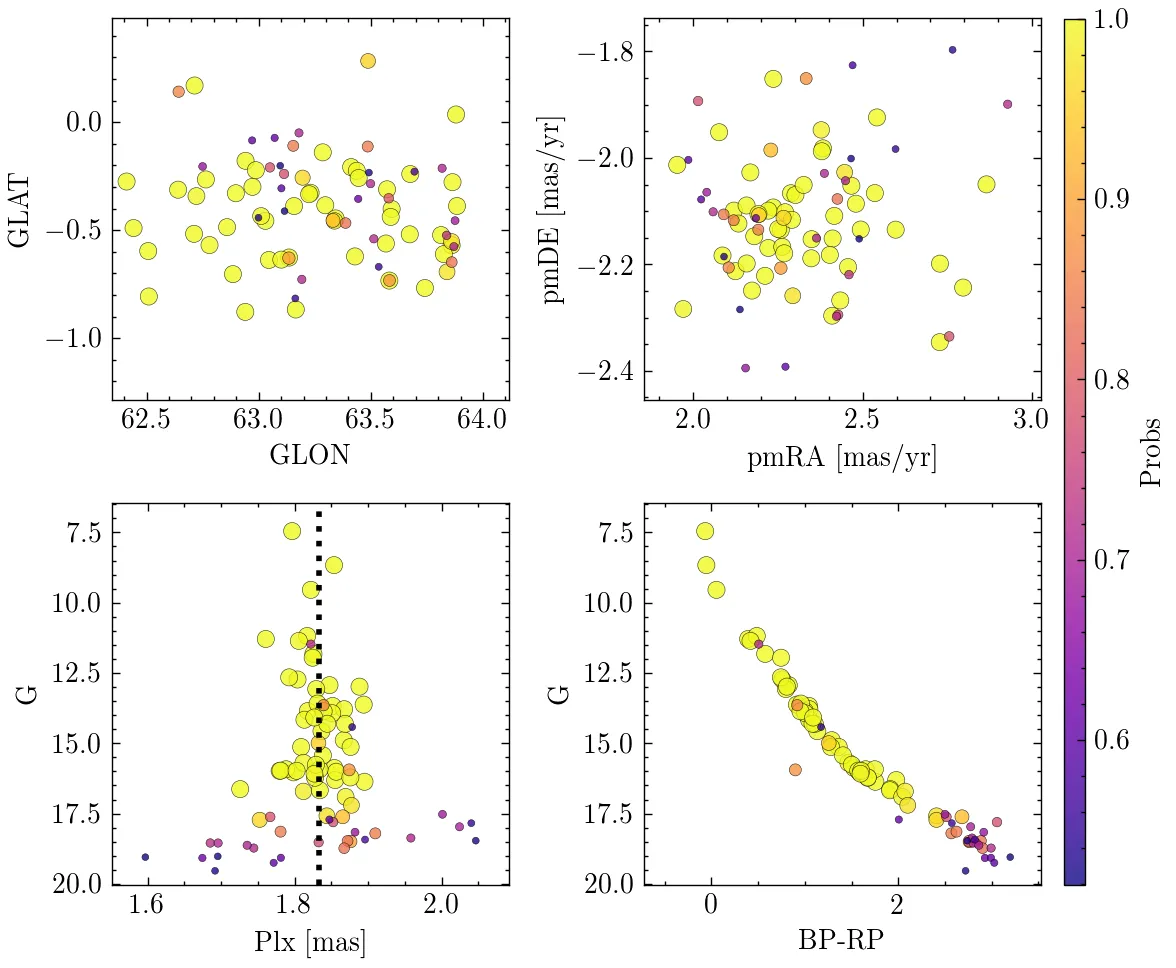 GLAT
0.0
−0.5
−1.0
62.5 63.0 63.5 64.0
GLON
pmDE [mas/yr]
−1.8
−2.0
−2.2
−2.4
2.0 2.5 3.0
pmRA [mas/yr]
1.0
0.9
0.8
0.7
0.6
Probs
G
7.5
10.0
12.5
15.0
17.5
20.0
1.6 1.8 2.0
Plx [mas]
G
7.5
10.0
12.5
15.0
17.5
20.0
0 2
BP-RP